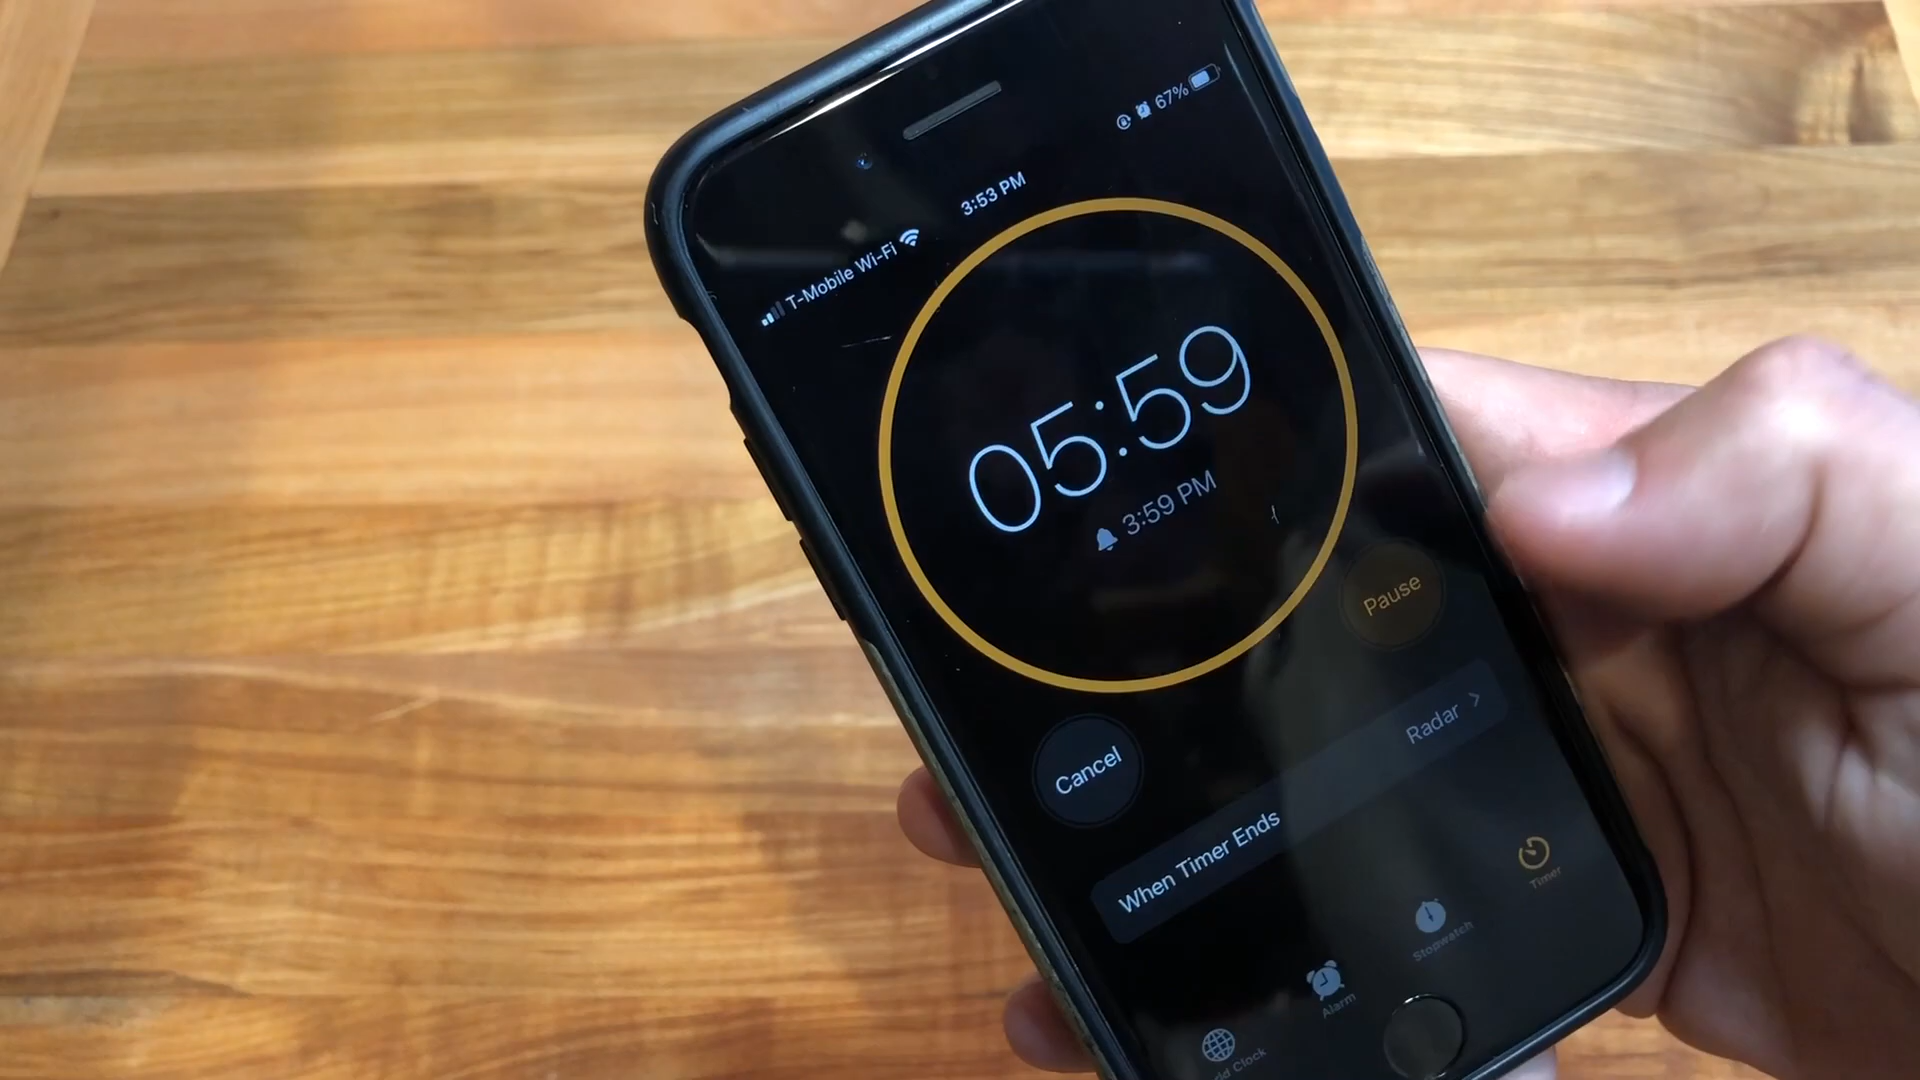 T-Mobile Wi-Fi 3:53 PM 67%
05:59
3:59 PM
Cancel Pause
When Timer Ends Radar
Clock Alarm Stopwatch Timer